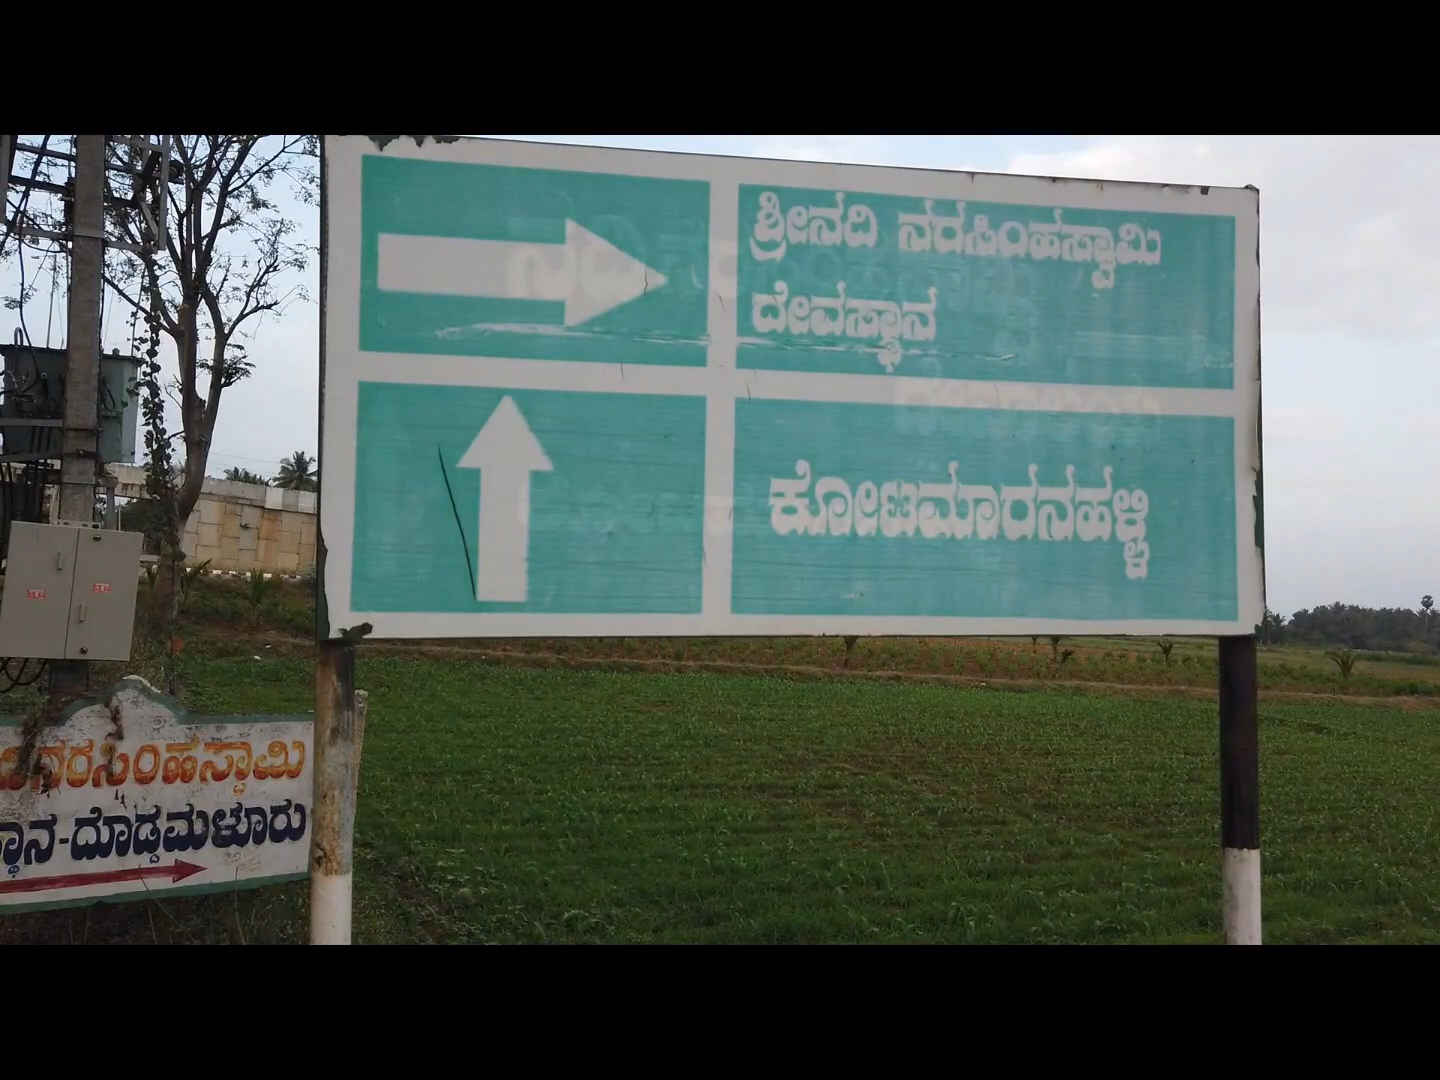 ಶ್ರೀನದಿ ನರಸಿಂಹಸ್ವಾಮಿ
ದೇವಸ್ಥಾನ
ಕೋಟಮಾರನಹಳ್ಳಿ
ನರಸ್ಸಿಂಹಸ್ವಾಮಿ
ಸ್ಥಾನ-ದೊಡ್ಡಮಳೂರು